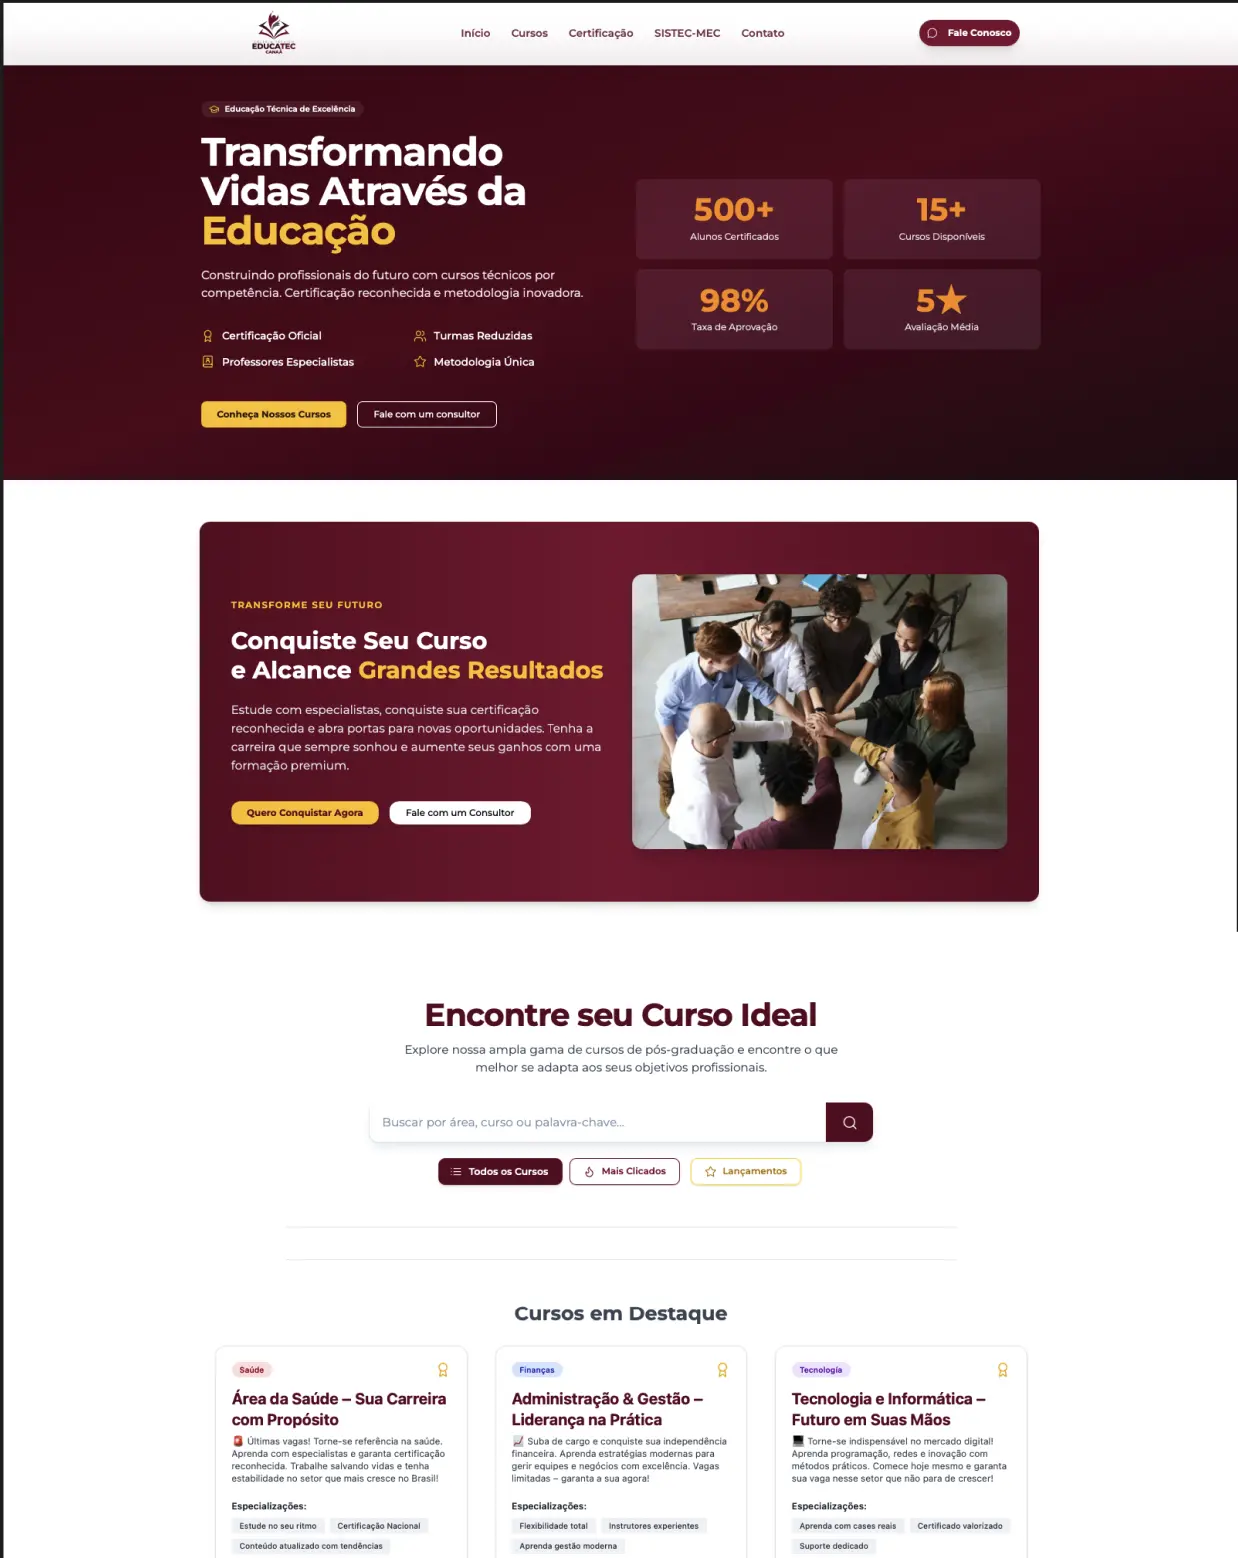 EDUCATEC
CANAÃ
Início
Cursos
Certificação
SISTEC-MEC
Contato
Fale Conosco
Educação Técnica de Excelência
Transformando
Vidas Através da
Educação
Construindo profissionais do futuro com cursos técnicos por
competência. Certificação reconhecida e metodologia inovadora.
Certificação Oficial
Turmas Reduzidas
Professores Especialistas
Metodologia Única
Conheça Nossos Cursos
Fale com um consultor
500+
Alunos Certificados
15+
Cursos Disponíveis
98%
Taxa de Aprovação
5★
Avaliação Média
TRANSFORME SEU FUTURO
Conquiste Seu Curso
e Alcance Grandes Resultados
Estude com especialistas, conquiste sua certificação
reconhecida e abra portas para novas oportunidades. Tenha a
carreira que sempre sonhou e aumente seus ganhos com uma
formação premium.
Quero Conquistar Agora
Fale com um Consultor
Encontre seu Curso Ideal
Explore nossa ampla gama de cursos de pós-graduação e encontre o que
melhor se adapta aos seus objetivos profissionais.
Buscar por área, curso ou palavra-chave...
Todos os Cursos
Mais Clicados
Lançamentos
Cursos em Destaque
Saúde
Área da Saúde – Sua Carreira
com Propósito
🚨 Últimas vagas! Torne-se referência na saúde.
Aprenda com especialistas e garanta certificação
reconhecida. Trabalhe salvando vidas e tenha
estabilidade no setor que mais cresce no Brasil!
Especializações:
Estude no seu ritmo
Certificação Nacional
Conteúdo atualizado com tendências
Finanças
Administração & Gestão –
Liderança na Prática
📈 Suba de cargo e conquiste sua independência
financeira. Aprenda estratégias modernas para
gerir equipes e negócios com excelência. Vagas
limitadas – garanta a sua agora!
Especializações:
Flexibilidade total
Instrutores experientes
Aprenda gestão moderna
Tecnologia
Tecnologia e Informática –
Futuro em Suas Mãos
💻 Torne-se indispensável no mercado digital!
Aprenda programação, redes e inovação com
métodos práticos. Comece hoje mesmo e garanta
sua vaga nesse setor que não para de crescer!
Especializações:
Aprenda com cases reais
Certificado valorizado
Suporte dedicado